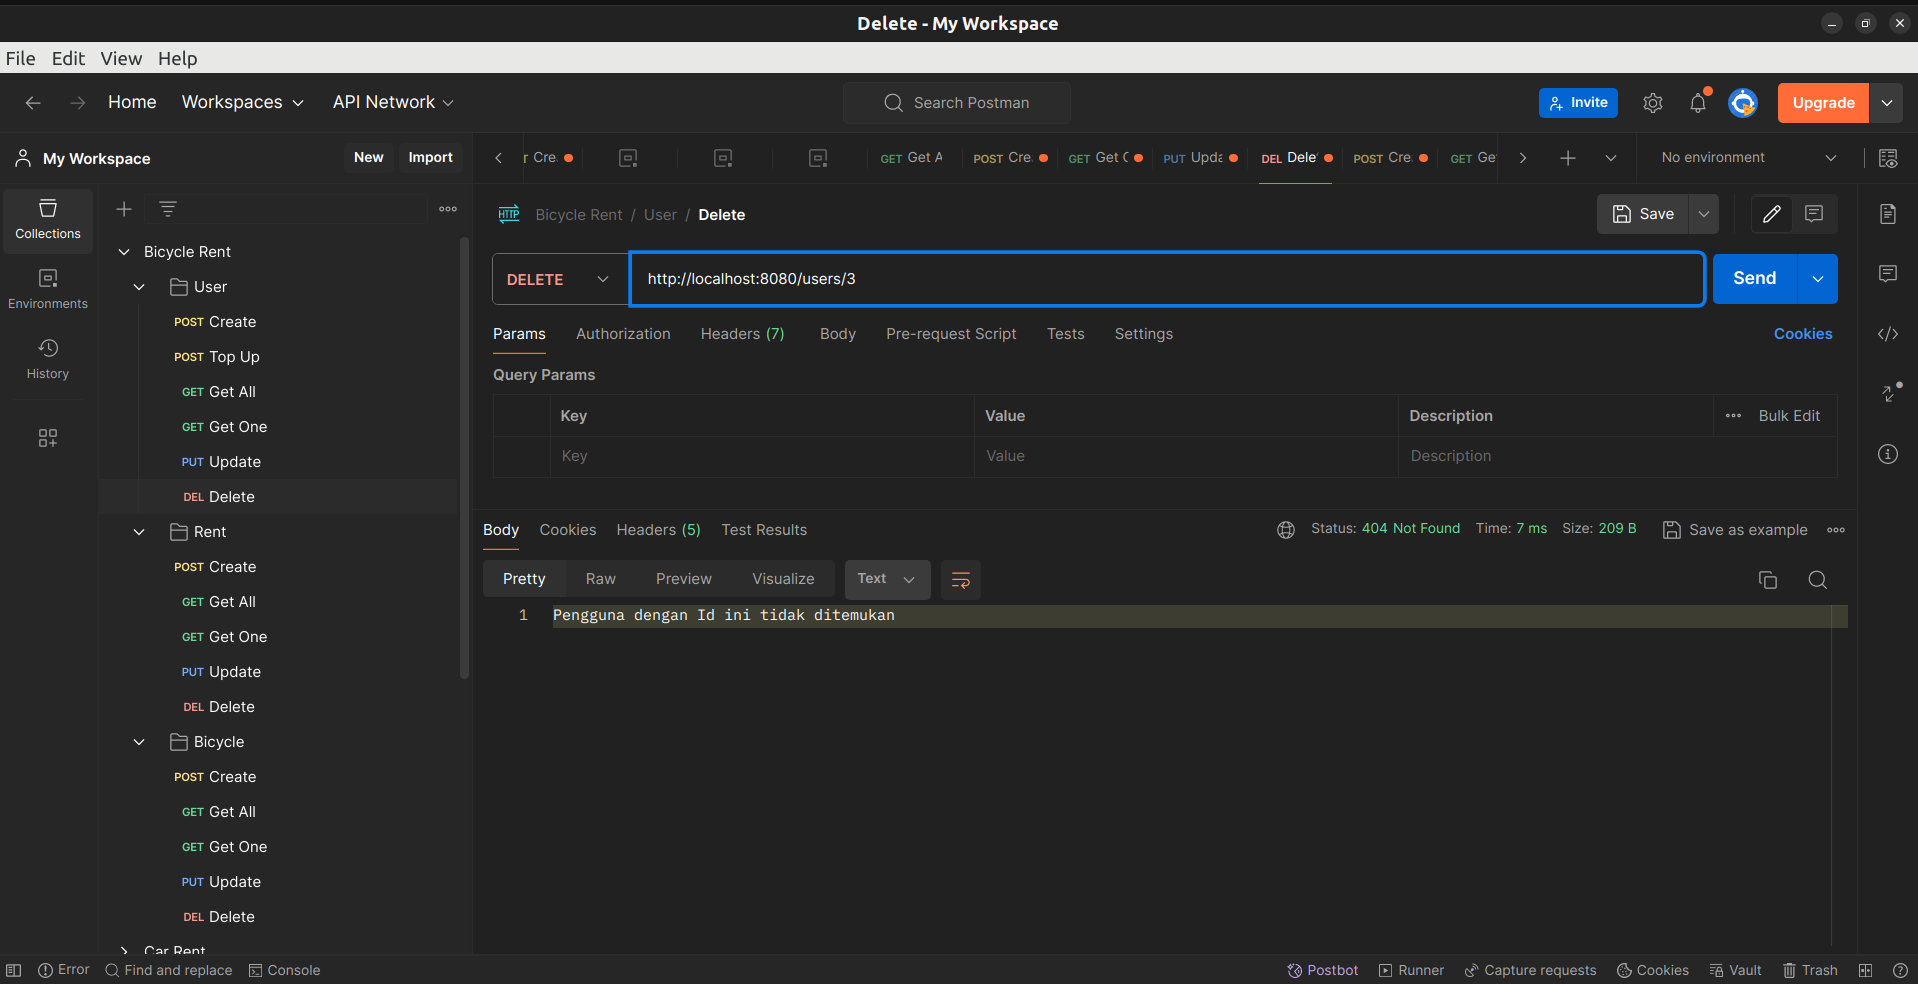 Delete - My Workspace
File Edit View Help
Home Workspaces API Network Search Postman Invite Upgrade
My Workspace New Import
Cre POST Cre GET Get A GET Get PUT Upda DEL Dele POST Cre GET Ge No environment
Collections
Environments
History
Bicycle Rent
User
POST Create
POST Top Up
GET Get All
GET Get One
PUT Update
DEL Delete
Rent
POST Create
GET Get All
GET Get One
PUT Update
DEL Delete
Bicycle
POST Create
GET Get All
GET Get One
PUT Update
DEL Delete
Car Rent
HTTP Bicycle Rent / User / Delete Save
DELETE http://localhost:8080/users/3 Send
Params Authorization Headers (7) Body Pre-request Script Tests Settings Cookies
Query Params
Key Value Description Bulk Edit
Key Value Description
Body Cookies Headers (5) Test Results Status: 404 Not Found Time: 7 ms Size: 209 B Save as example
Pretty Raw Preview Visualize Text
1 Pengguna dengan Id ini tidak ditemukan
Error Find and replace Console Postbot Runner Capture requests Cookies Vault Trash